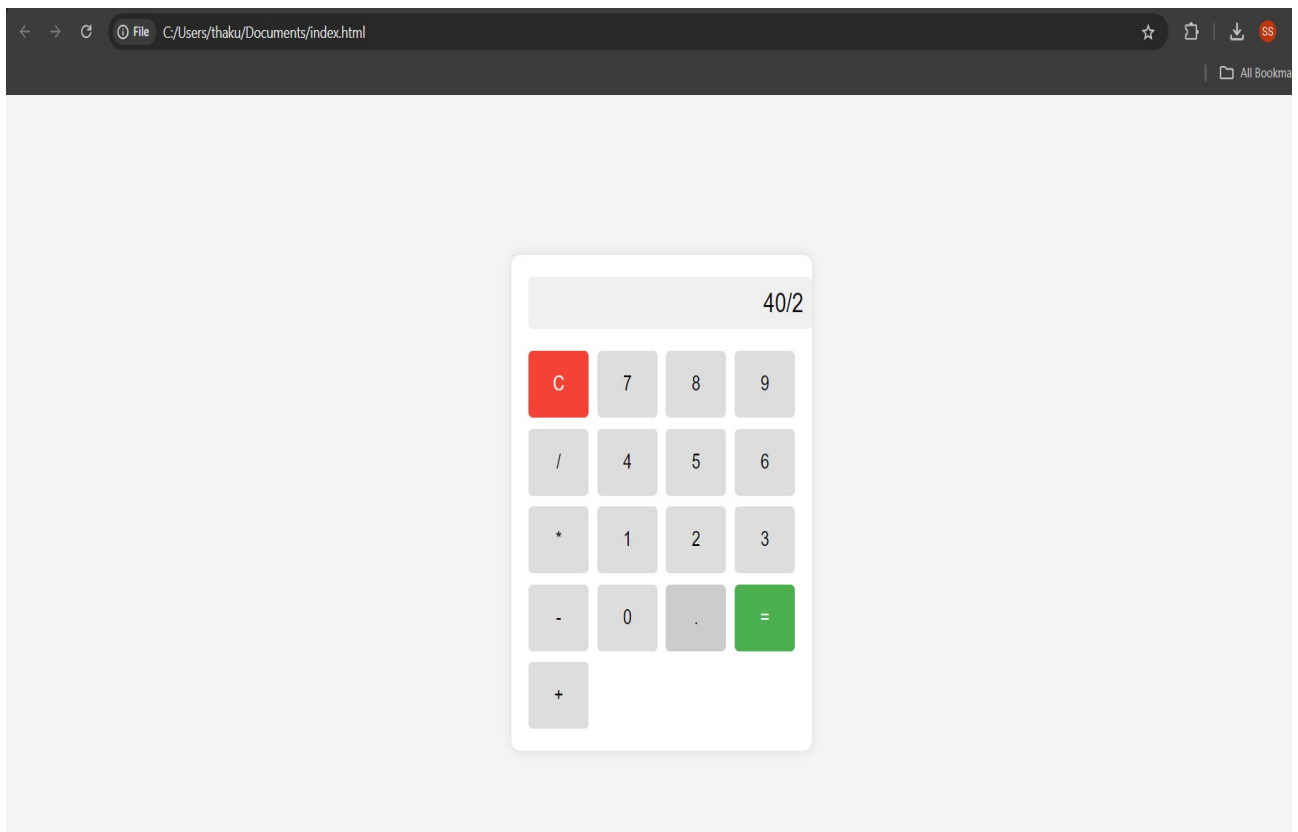 File C:/Users/thaku/Documents/index.html SS
All Bookma
40/2
C 7 8 9
/ 4 5 6
* 1 2 3
- 0 . =
+